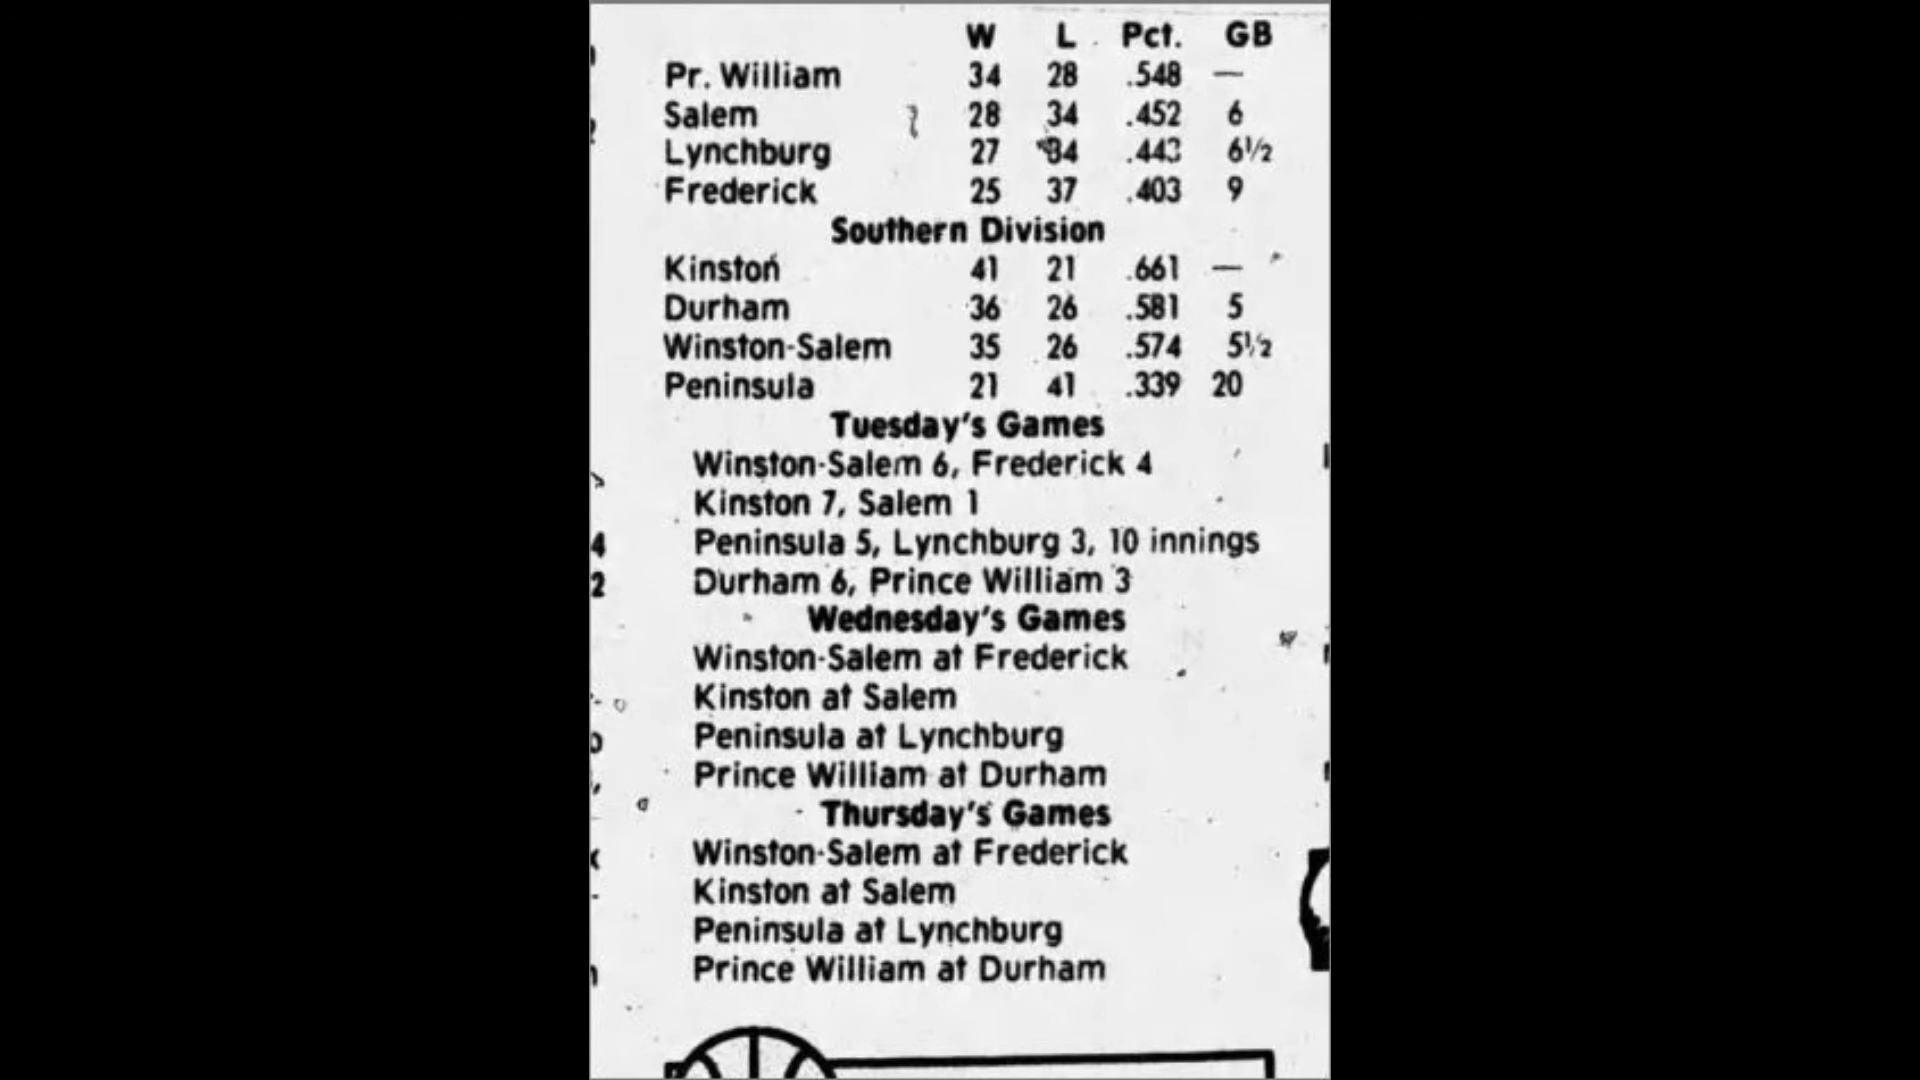 W L Pct. GB
Pr. William 34 28 .548 —
Salem 28 34 .452 6
Lynchburg 27 34 .443 6½
Frederick 25 37 .403 9
Southern Division
Kinston 41 21 .661 —
Durham 36 26 .581 5
Winston-Salem 35 26 .574 5½
Peninsula 21 41 .339 20
Tuesday's Games
Winston-Salem 6, Frederick 4
Kinston 7, Salem 1
Peninsula 5, Lynchburg 3, 10 innings
Durham 6, Prince William 3
Wednesday's Games
Winston-Salem at Frederick
Kinston at Salem
Peninsula at Lynchburg
Prince William at Durham
Thursday's Games
Winston-Salem at Frederick
Kinston at Salem
Peninsula at Lynchburg
Prince William at Durham